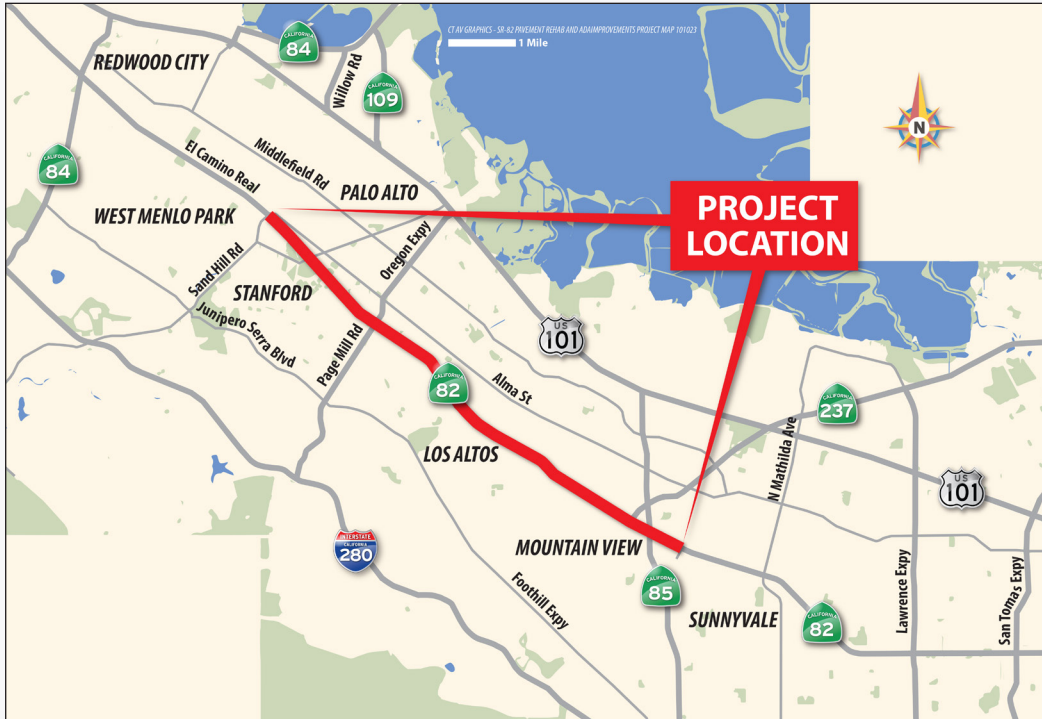 CT AV GRAPHICS - SR-82 PAVEMENT REHAB AND ADAIMPROVEMENTS PROJECT MAP 101023
1 Mile
CALIFORNIA
84
REDWOOD CITY
Willow Rd
CALIFORNIA
109
N
CALIFORNIA
84
El Camino Real
Middlefield Rd
PALO ALTO
WEST MENLO PARK
PROJECT
LOCATION
Sand Hill Rd
Oregon Expy
STANFORD
Junipero Serra Blvd
Page Mill Rd
US
101
CALIFORNIA
82
Alma St
CALIFORNIA
237
N Mathilda Ave
LOS ALTOS
US
101
INTERSTATE
CALIFORNIA
280
MOUNTAIN VIEW
Foothill Expy
CALIFORNIA
85
SUNNYVALE
CALIFORNIA
82
Lawrence Expy
San Tomas Expy